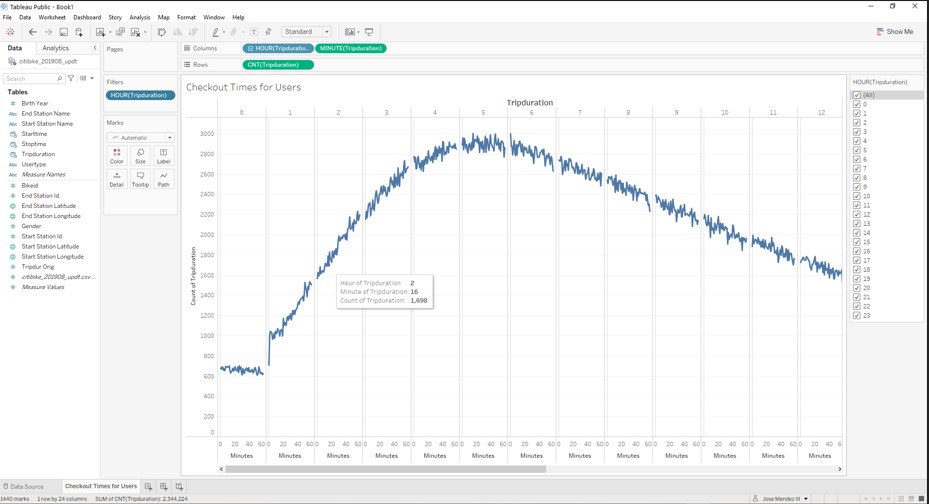 Tableau Public - Book1
File Data Worksheet Dashboard Story Analysis Map Format Window Help
Standard
Show Me
Data Analytics
Pages
Columns HOUR(Tripduratio.. MINUTE(Tripduration)
Rows CNT(Tripduration)
citibike_201908_updt
Search
Filters
HOUR(Tripduration)
Marks
Automatic
Color Size Label
Detail Tooltip Path
Tables
Birth Year
End Station Name
Start Station Name
Starttime
Stoptime
Tripduration
Usertype
Measure Names
Bikeid
End Station Id
End Station Latitude
End Station Longitude
Gender
Start Station Id
Start Station Latitude
Start Station Longitude
Tripdur Orig
citibike_201908_updt.csv ...
Measure Values
Checkout Times for Users
Tripduration
0 1 2 3 4 5 6 7 8 9 10 11 12
Count of Tripduration
3000
2800
2600
2400
2200
2000
1800
1600
1400
1200
1000
800
600
400
200
0
Hour of Tripduration: 2
Minute of Tripduration: 16
Count of Tripduration: 1,698
0 20 40 60 0 20 40 60 0 20 40 60 0 20 40 60 0 20 40 60 0 20 40 60 0 20 40 60 0 20 40 60 0 20 40 60 0 20 40 60 0 20 40 60 0 20 40 60 0 20 40 6
Minutes Minutes Minutes Minutes Minutes Minutes Minutes Minutes Minutes Minutes Minutes Minutes Minutes
HOUR(Tripduration)
(All)
0
1
2
3
4
5
6
7
8
9
10
11
12
13
14
15
16
17
18
19
20
21
22
23
Data Source Checkout Times for Users
1440 marks 1 row by 24 columns SUM of CNT(Tripduration): 2,344,224
Jose Mendez III